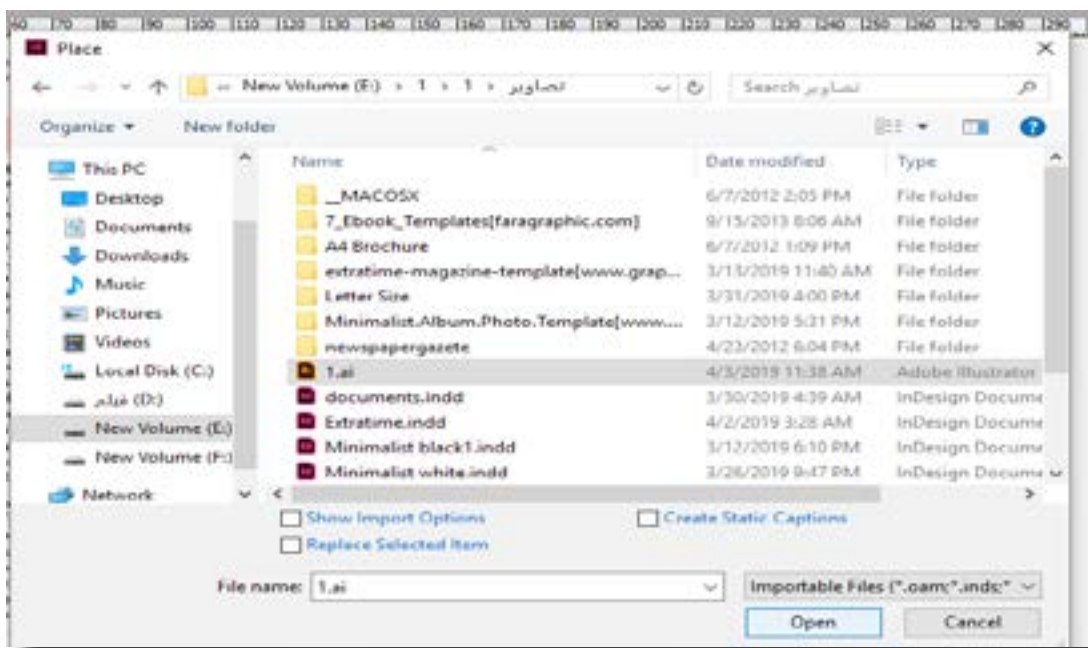 60 |70 |80 |90 |100 |110 |120 |130 |140 |150 |160 |170 |180 |190 |200 |210 |220 |230 |240 |250 |260 |270 |280 |290
Place
New Volume (E:) › 1 › 1 › تصاویر
Search تصاویر
Organize New folder
Name Date modified Type
This PC
Desktop
Documents
Downloads
Music
Pictures
Videos
Local Disk (C:)
فیلم (D:)
New Volume (E:)
New Volume (F:)
Network
__MACOSX 6/7/2012 2:05 PM File folder
7_Ebook_Templates[faragraphic.com] 9/15/2013 8:06 AM File folder
A4 Brochure 6/7/2012 1:09 PM File folder
extratime-magazine-template[www.grap... 3/13/2019 11:40 AM File folder
Letter Size 3/31/2019 4:00 PM File folder
Minimalist.Album.Photo.Template[www.... 3/12/2019 5:31 PM File folder
newspapergazete 4/23/2012 6:04 PM File folder
1.ai 4/3/2019 11:38 AM Adobe Illustrator
documents.indd 3/30/2019 4:39 AM InDesign Docume
Extratime.indd 4/2/2019 3:28 AM InDesign Docume
Minimalist black1.indd 3/12/2019 6:10 PM InDesign Docume
Minimalist white.indd 3/26/2019 9:47 PM InDesign Docume
Show Import Options Create Static Captions
Replace Selected Item
File name: 1.ai Importable Files (*.oam;*.inds;*
Open Cancel